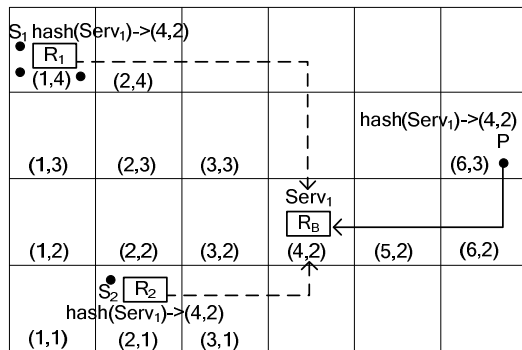 S₁ hash(Serv₁)->(4,2)
R₁
(1,4) (2,4)
hash(Serv₁)->(4,2)
P
(1,3) (2,3) (3,3) (6,3)
Serv₁
R_B
(1,2) (2,2) (3,2) (4,2) (5,2) (6,2)
S₂ R₂
hash(Serv₁)->(4,2)
(1,1) (2,1) (3,1)